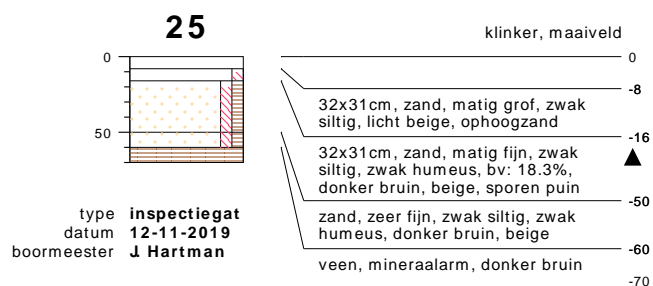 25
klinker, maaiveld
0
0
-8
32x31cm, zand, matig grof, zwak
siltig, licht beige, ophoogzand
-16
32x31cm, zand, matig fijn, zwak
siltig, zwak humeus, bv: 18.3%,
donker bruin, beige, sporen puin
50
-50
zand, zeer fijn, zwak siltig, zwak
humeus, donker bruin, beige
-60
veen, mineraalarm, donker bruin
-70
type inspectiegat
datum 12-11-2019
boormeester J. Hartman